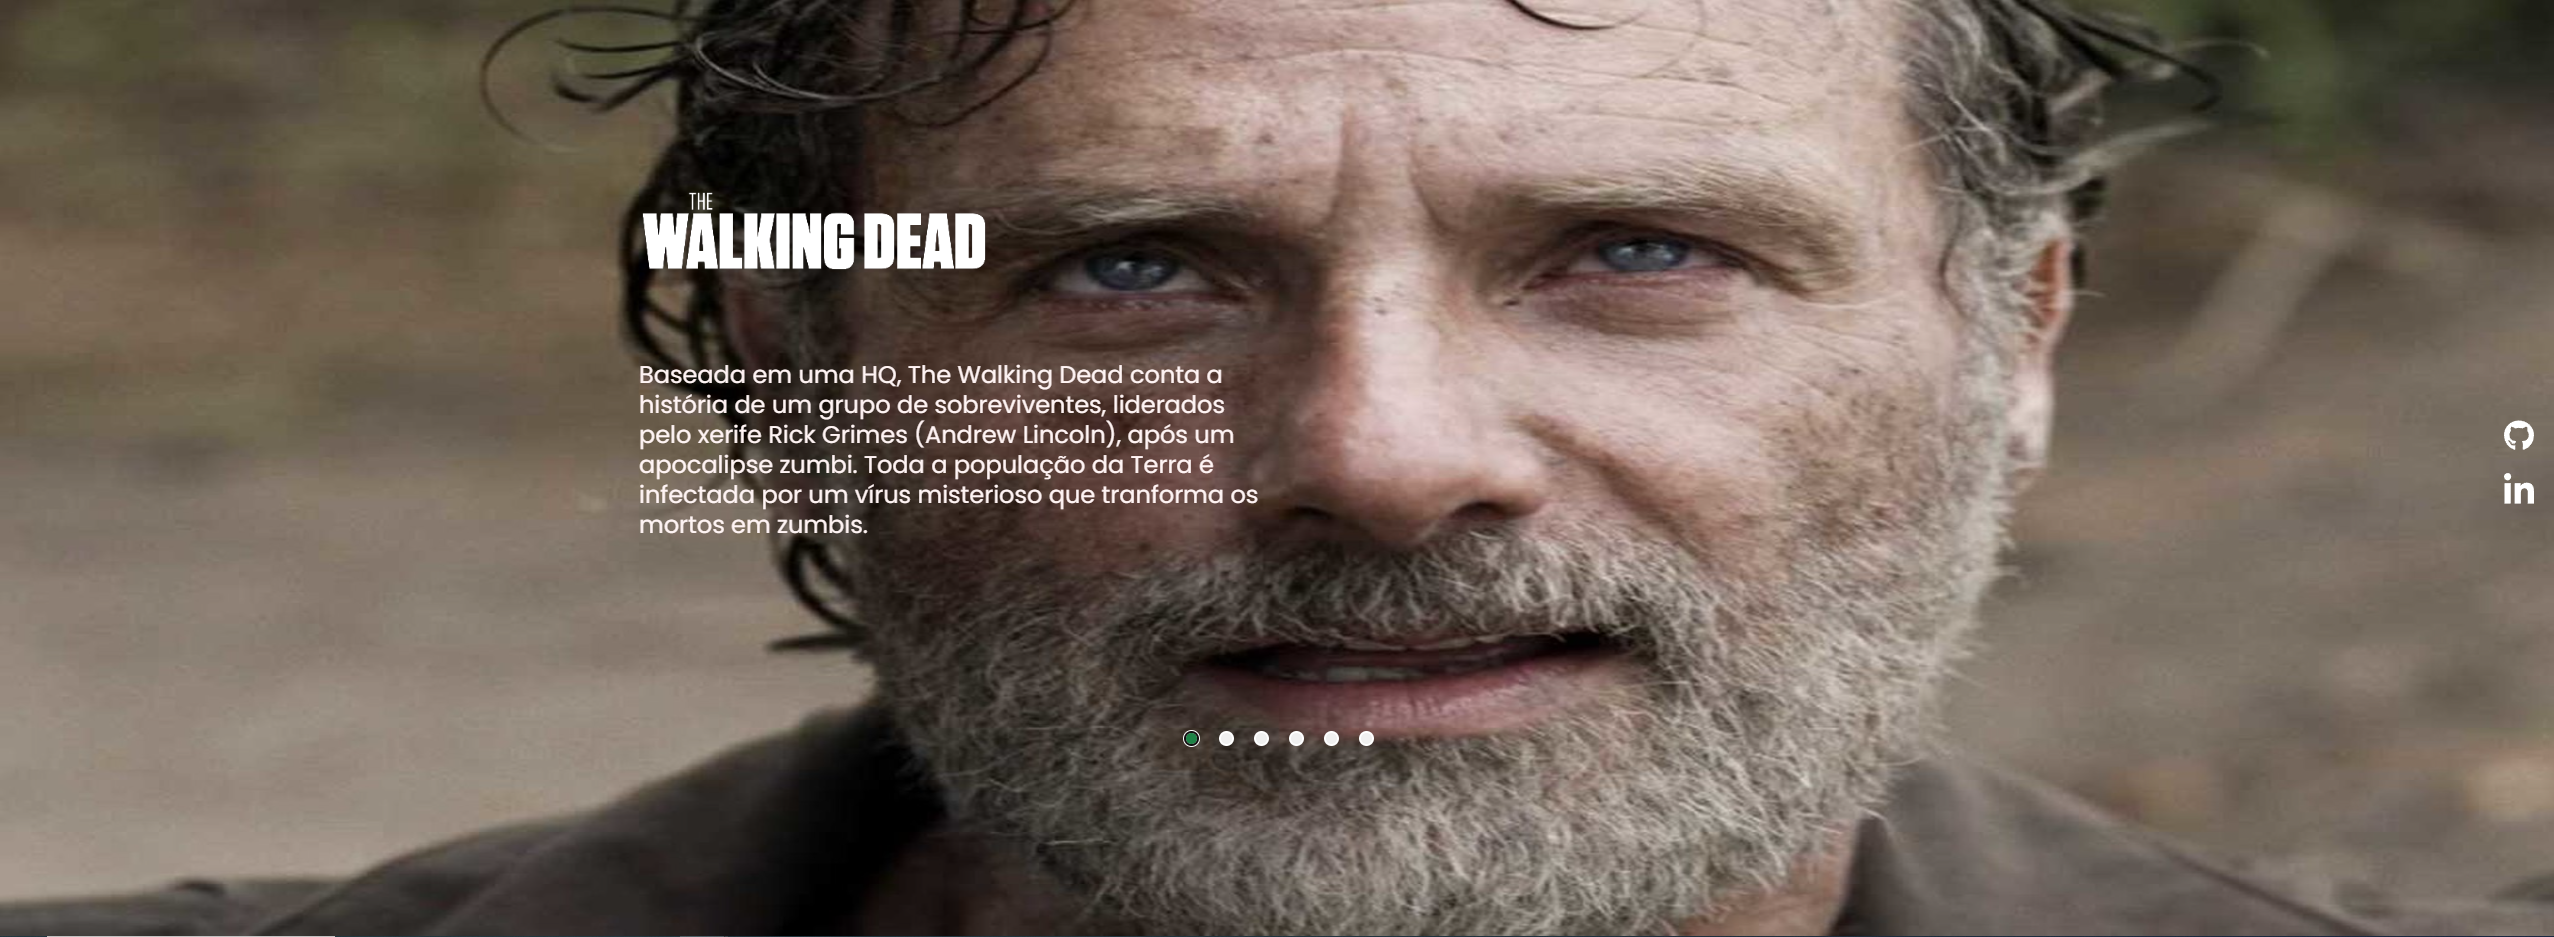 THE
WALKING DEAD
Baseada em uma HQ, The Walking Dead conta a
história de um grupo de sobreviventes, liderados
pelo xerife Rick Grimes (Andrew Lincoln), após um
apocalipse zumbi. Toda a população da Terra é
infectada por um vírus misterioso que tranforma os
mortos em zumbis.
in